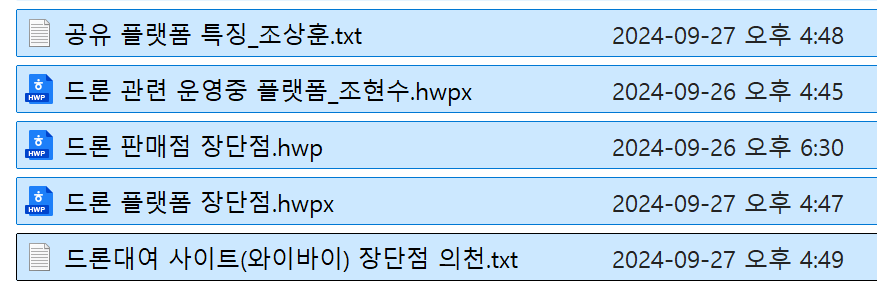 공유 플랫폼 특징_조상훈.txt 2024-09-27 오후 4:48
드론 관련 운영중 플랫폼_조현수.hwpx 2024-09-26 오후 4:45
드론 판매점 장단점.hwp 2024-09-26 오후 6:30
드론 플랫폼 장단점.hwpx 2024-09-27 오후 4:47
드론대여 사이트(와이바이) 장단점 의천.txt 2024-09-27 오후 4:49